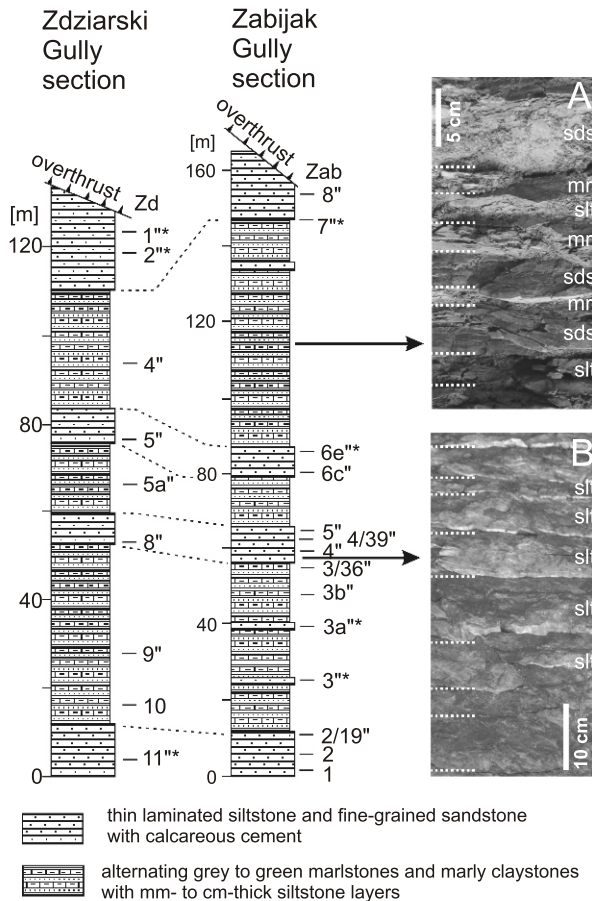 Zdziarski
Gully
section
Zabijak
Gully
section
overthrust
[m]
Zd
120
1"*
2"*
4"
80
5"
5a"
8"
40
9"
10
11"*
0
overthrust
[m]
Zab
160
8"
7"*
120
6e"*
80
6c"
5"
4/39"
4"
3/36"
3b"
40
3a"*
3"*
2/19"
2
1
0
A
5 cm
sds
mr
slt
mr
sds
mr
sds
slt
B
slt
slt
slt
slt
slt
10 cm
thin laminated siltstone and fine-grained sandstone
with calcareous cement
alternating grey to green marlstones and marly claystones
with mm- to cm-thick siltstone layers